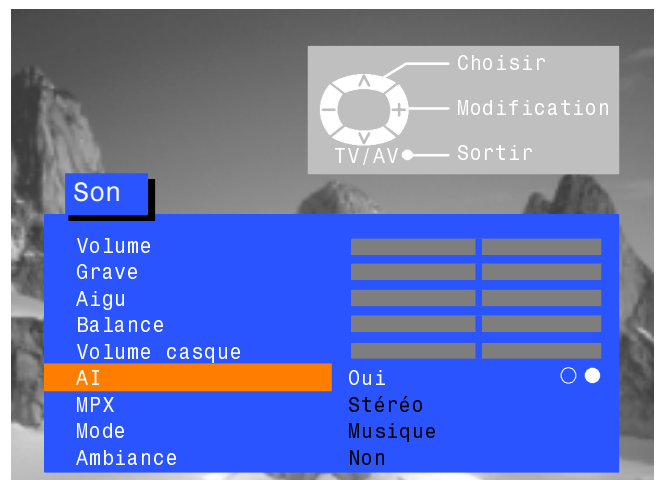 Choisir
Modification
TV/AV Sortir
Son
Volume
Grave
Aigu
Balance
Volume casque
AI Oui
MPX Stéréo
Mode Musique
Ambiance Non